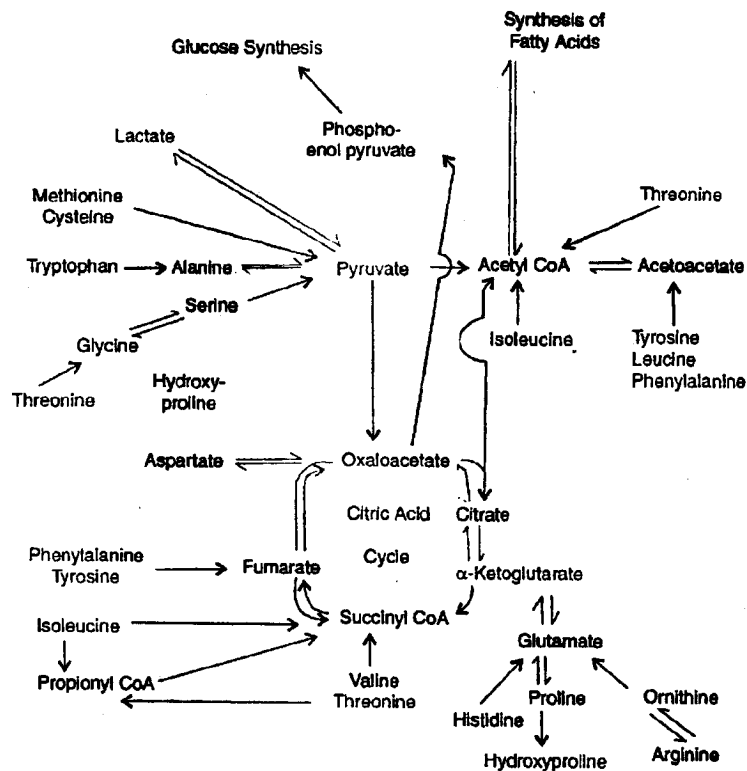 Synthesis of
Fatty Acids
Glucose Synthesis
Phospho-
enol pyruvate
Lactate
Methionine
Cysteine
Threonine
Tryptophan
Alanine
Pyruvate
Acetyl CoA
Acetoacetate
Serine
Glycine
Isoleucine
Tyrosine
Leucine
Phenylalanine
Threonine
Hydroxy-
proline
Aspartate
Oxaloacetate
Citric Acid
Citrate
Cycle
Phenylalanine
Tyrosine
Fumarate
α-Ketoglutarate
Isoleucine
Succinyl CoA
Glutamate
Propionyl CoA
Valine
Threonine
Histidine
Proline
Ornithine
Hydroxyproline
Arginine